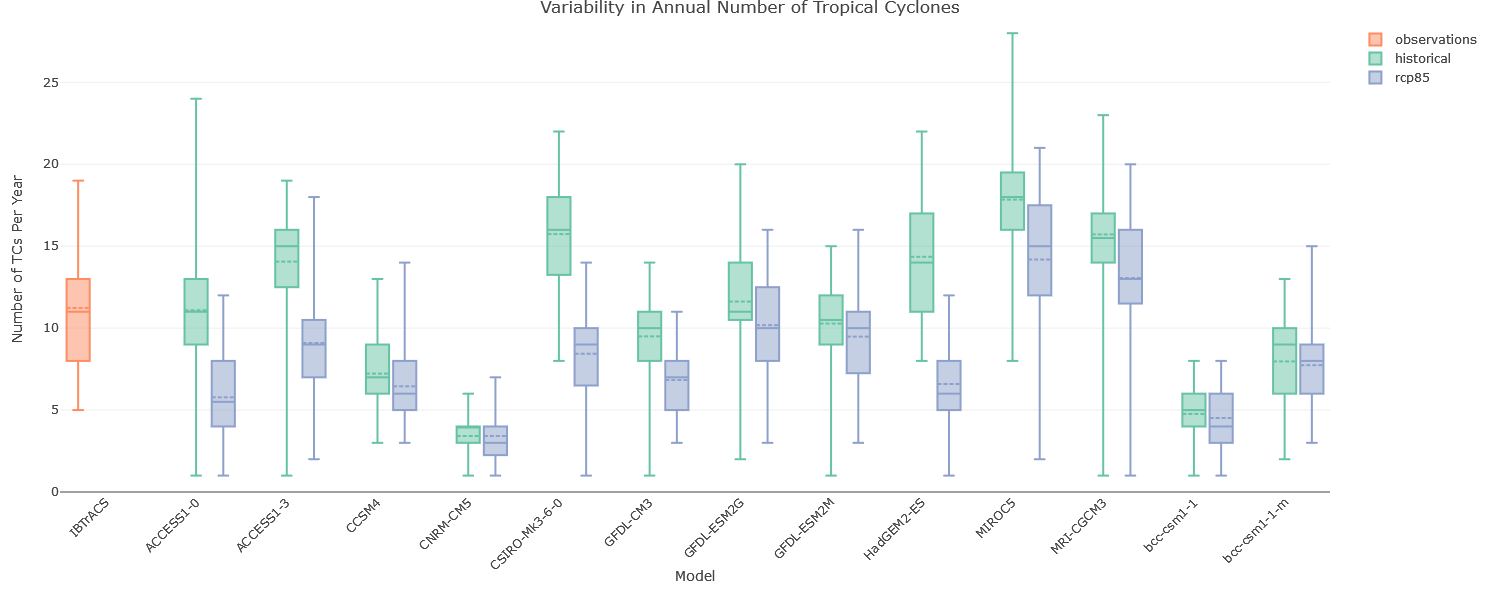 Variability in Annual Number of Tropical Cyclones
observations
historical
rcp85
Number of TCs Per Year
25
20
15
10
5
0
IBTrACS
ACCESS1-0
ACCESS1-3
CCSM4
CNRM-CM5
CSIRO-Mk3-6-0
GFDL-CM3
GFDL-ESM2G
GFDL-ESM2M
HadGEM2-ES
MIROC5
MRI-CGCM3
bcc-csm1-1
bcc-csm1-1-m
Model